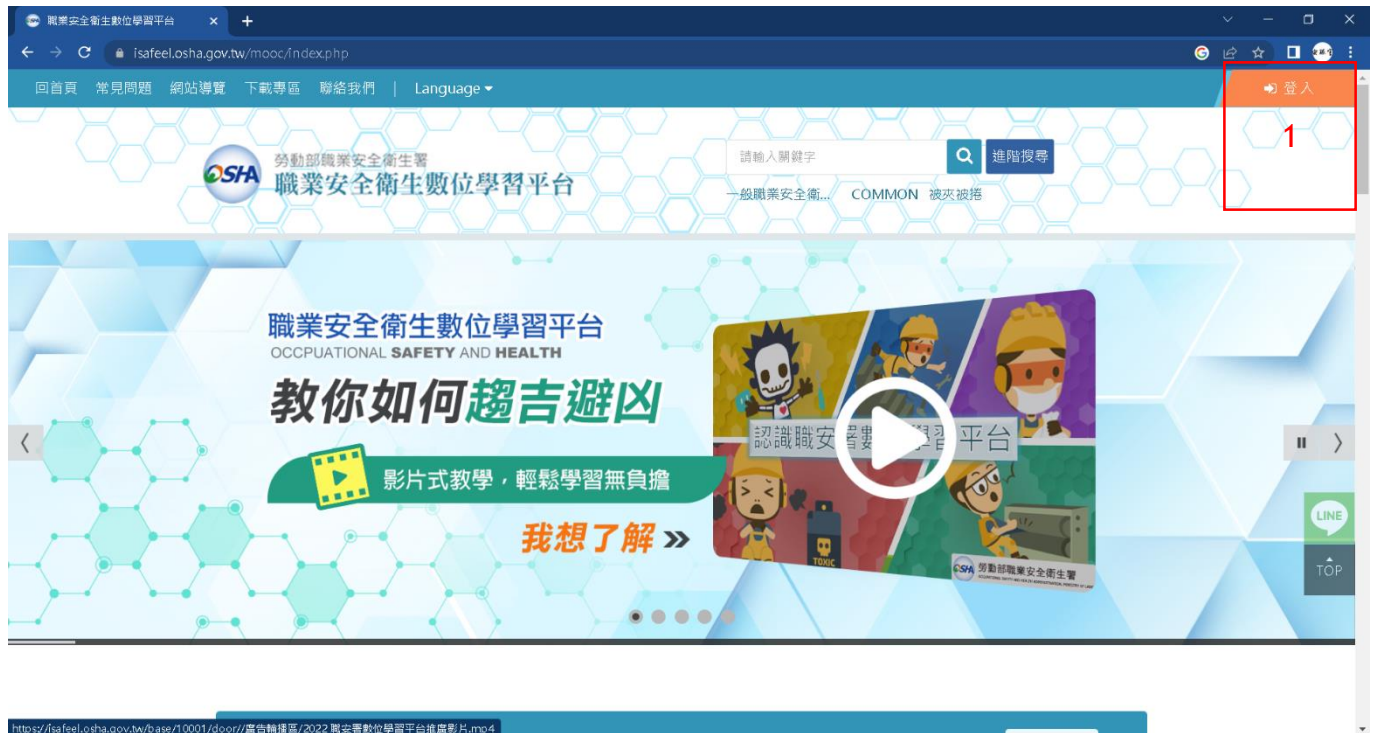 職業安全衛生數位學習平台
isafeel.osha.gov.tw/mooc/index.php
回首頁 常見問題 網站導覽 下載專區 聯絡我們 | Language
登入
1
OSHA
勞動部職業安全衛生署
職業安全衛生數位學習平台
請輸入關鍵字
進階搜尋
一般職業安全衛... COMMON 被夾被捲
職業安全衛生數位學習平台
OCCPUATIONAL SAFETY AND HEALTH
教你如何趨吉避凶
影片式教學，輕鬆學習無負擔
我想了解
認識職安署數
學習平台
TOXIC
OSHA 勞動部職業安全衛生署
LINE
TOP
https://isafeel.osha.gov.tw/base/10001/door//廣告輪播區/2022 職安署數位學習平台推廣影片.mp4